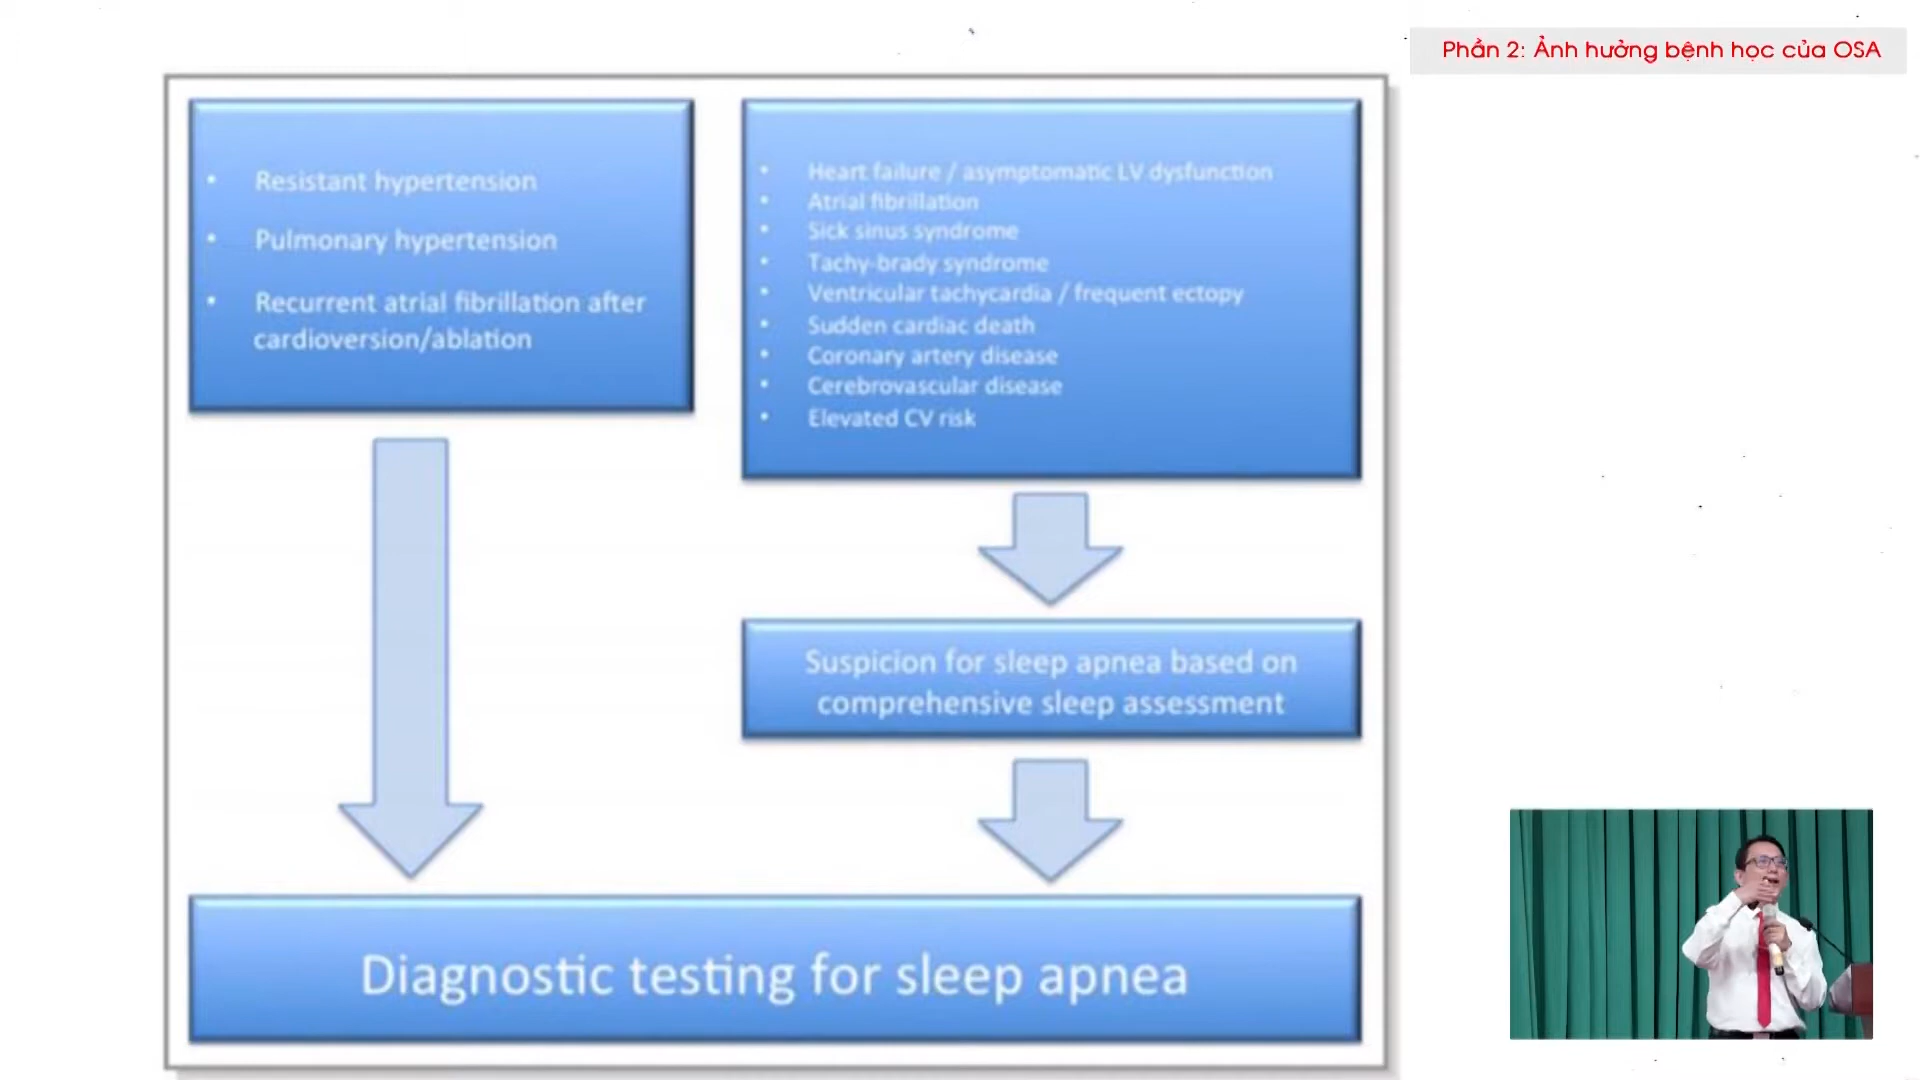 Phần 2: Ảnh hưởng bệnh học của OSA
• Resistant hypertension
• Pulmonary hypertension
• Recurrent atrial fibrillation after
cardioversion/ablation
• Heart failure / asymptomatic LV dysfunction
• Atrial fibrillation
• Sick sinus syndrome
• Tachy-brady syndrome
• Ventricular tachycardia / frequent ectopy
• Sudden cardiac death
• Coronary artery disease
• Cerebrovascular disease
• Elevated CV risk
Suspicion for sleep apnea based on
comprehensive sleep assessment
Diagnostic testing for sleep apnea